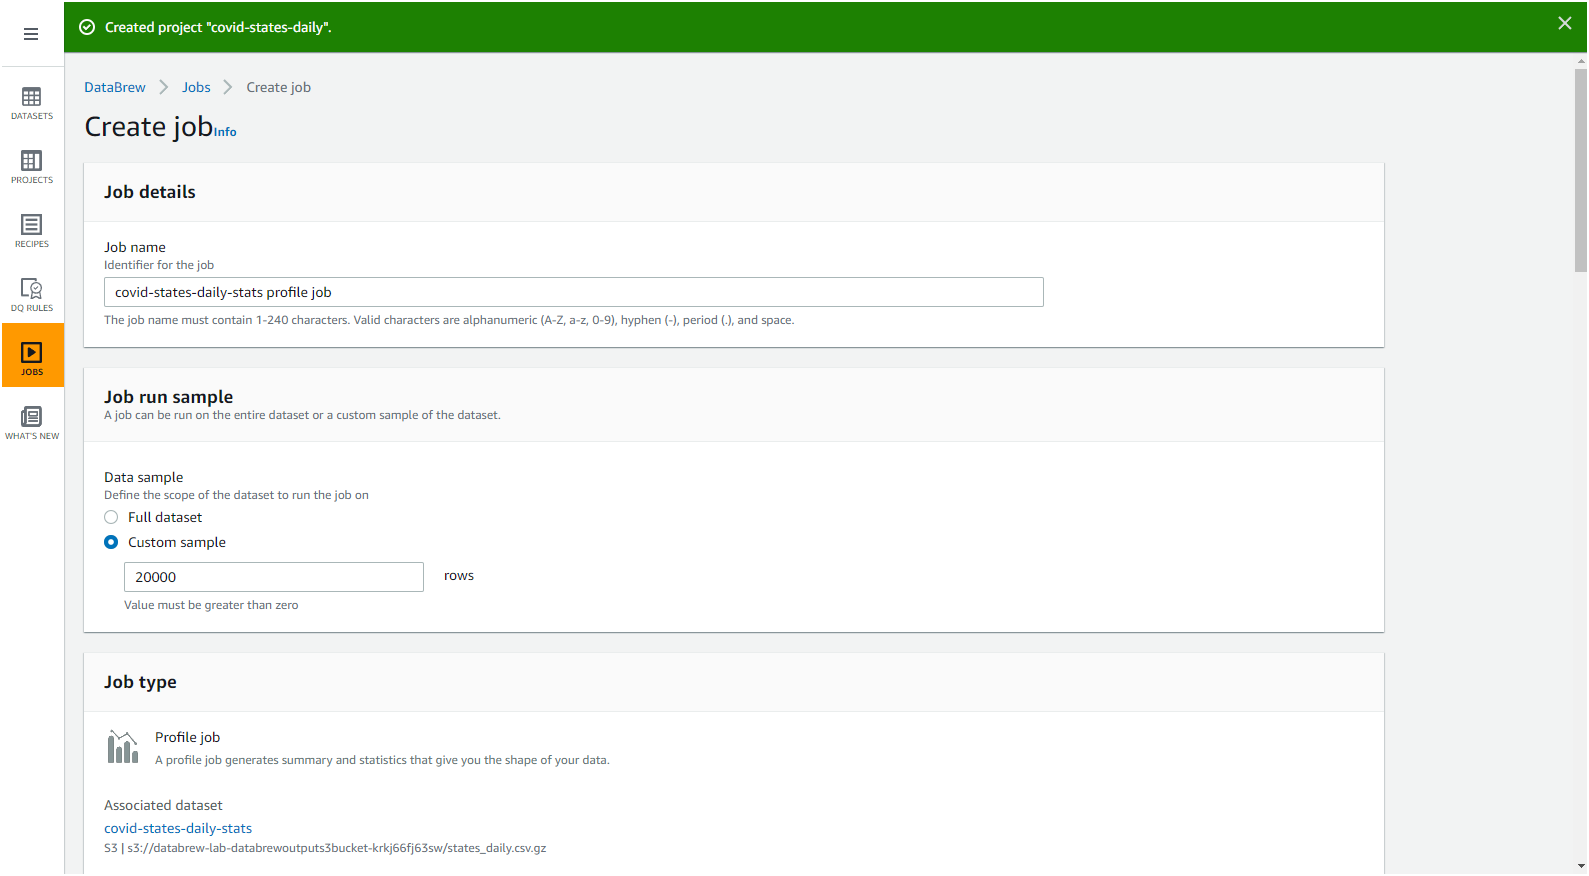 Created project "covid-states-daily".
DATASETS
PROJECTS
RECIPES
DQ RULES
JOBS
WHAT'S NEW
DataBrew > Jobs > Create job
Create job Info
Job details
Job name
Identifier for the job
covid-states-daily-stats profile job
The job name must contain 1-240 characters. Valid characters are alphanumeric (A-Z, a-z, 0-9), hyphen (-), period (.), and space.
Job run sample
A job can be run on the entire dataset or a custom sample of the dataset.
Data sample
Define the scope of the dataset to run the job on
Full dataset
Custom sample
20000 rows
Value must be greater than zero
Job type
Profile job
A profile job generates summary and statistics that give you the shape of your data.
Associated dataset
covid-states-daily-stats
S3 | s3://databrew-lab-databrewoutputs3bucket-krkj66fj63sw/states_daily.csv.gz